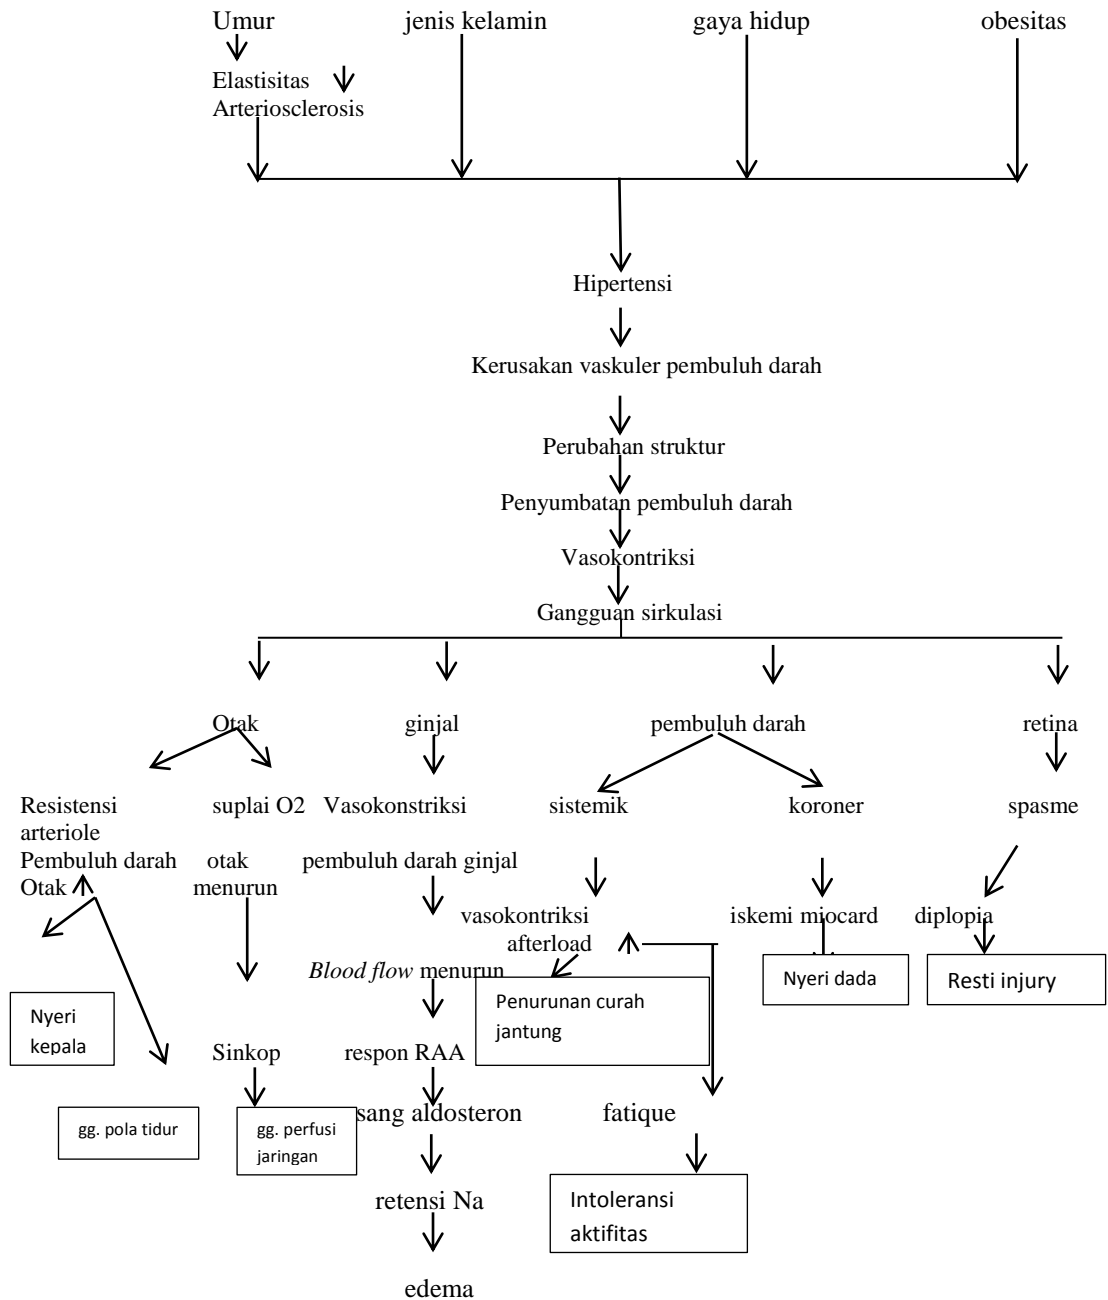 Umur jenis kelamin gaya hidup obesitas
Elastisitas
Arteriosclerosis
Hipertensi
Kerusakan vaskuler pembuluh darah
Perubahan struktur
Penyumbatan pembuluh darah
Vasokontriksi
Gangguan sirkulasi
Otak ginjal pembuluh darah retina
Resistensi suplai O2 Vasokonstriksi sistemik koroner spasme
arteriole
Pembuluh darah otak pembuluh darah ginjal
Otak menurun
vasokontriksi iskemi miocard diplopia
afterload
Blood flow menurun
Nyeri dada
Resti injury
Penurunan curah
jantung
Nyeri
kepala
Sinkop respon RAA
sang aldosteron fatique
gg. pola tidur
gg. perfusi
jaringan
retensi Na
Intoleransi
aktifitas
edema